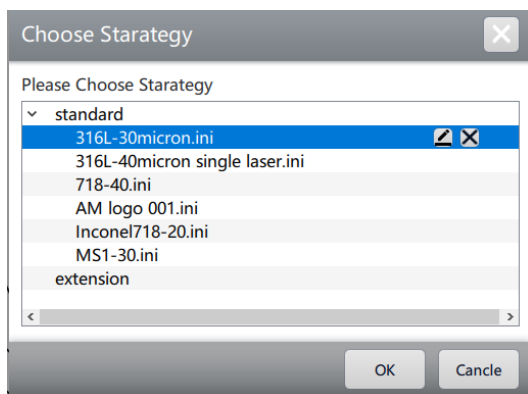 Choose Starategy
Please Choose Starategy
standard
316L-30micron.ini
316L-40micron single laser.ini
718-40.ini
AM logo 001.ini
Inconel718-20.ini
MS1-30.ini
extension
OK
Cancle